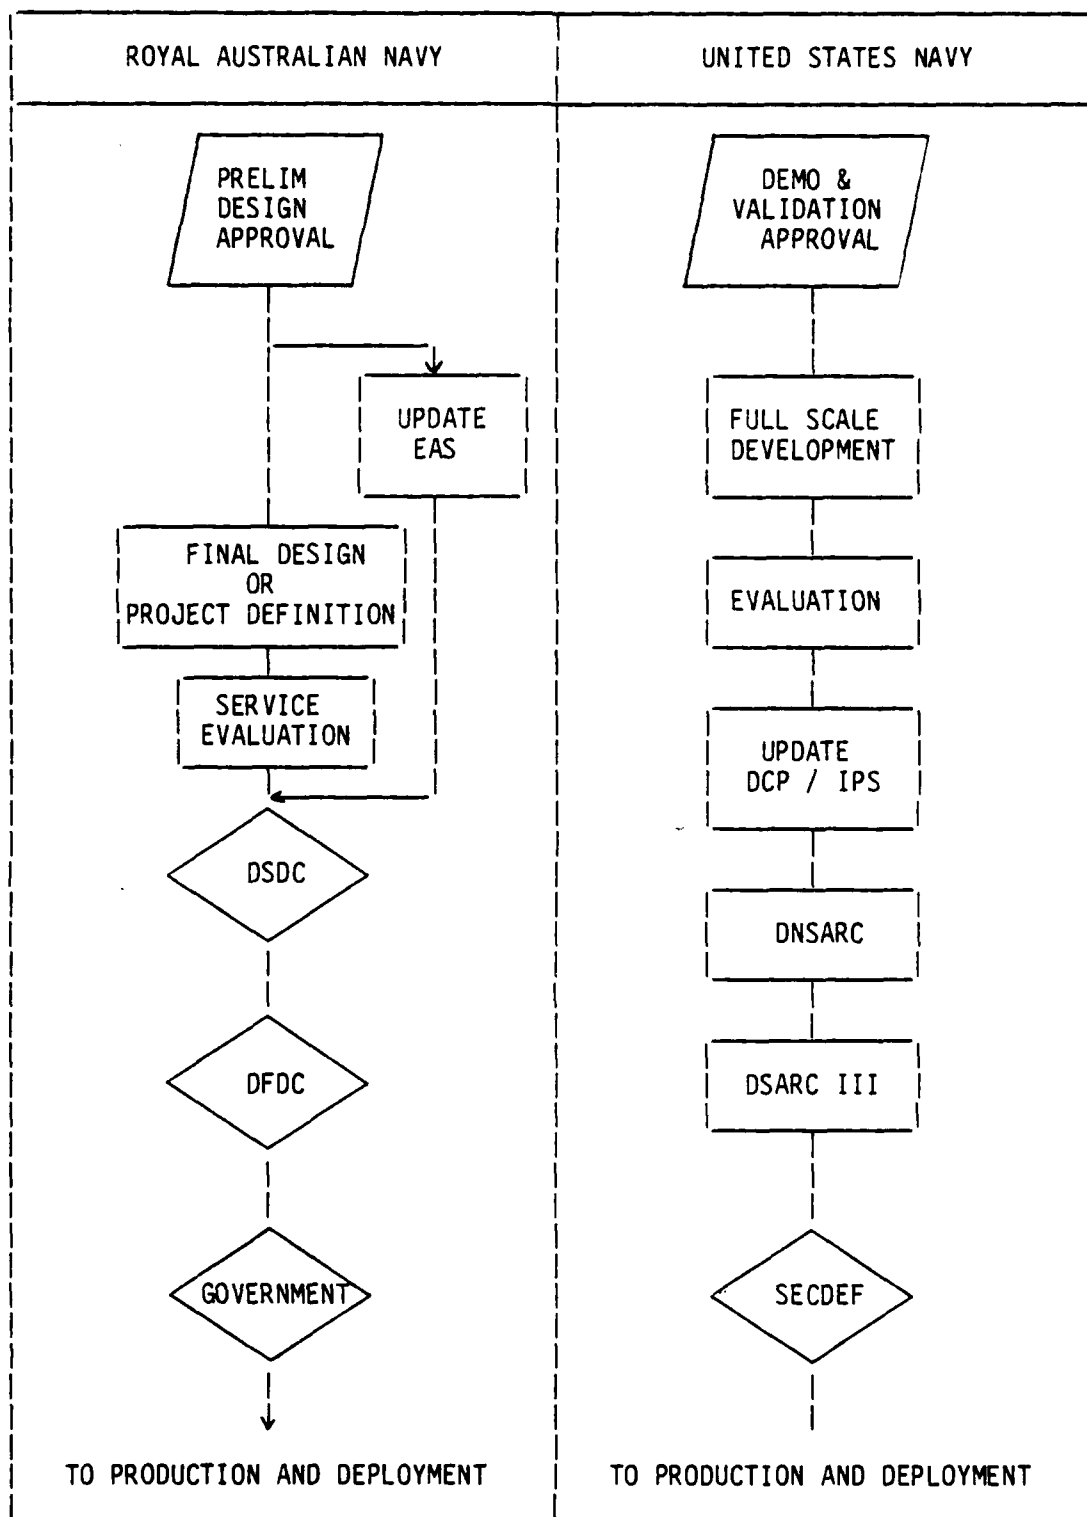 ROYAL AUSTRALIAN NAVY
UNITED STATES NAVY
PRELIM
DESIGN
APPROVAL
UPDATE
EAS
FINAL DESIGN
OR
PROJECT DEFINITION
SERVICE
EVALUATION
DSDC
DFDC
GOVERNMENT
TO PRODUCTION AND DEPLOYMENT
DEMO &
VALIDATION
APPROVAL
FULL SCALE
DEVELOPMENT
EVALUATION
UPDATE
DCP / IPS
DNSARC
DSARC III
SECDEF
TO PRODUCTION AND DEPLOYMENT